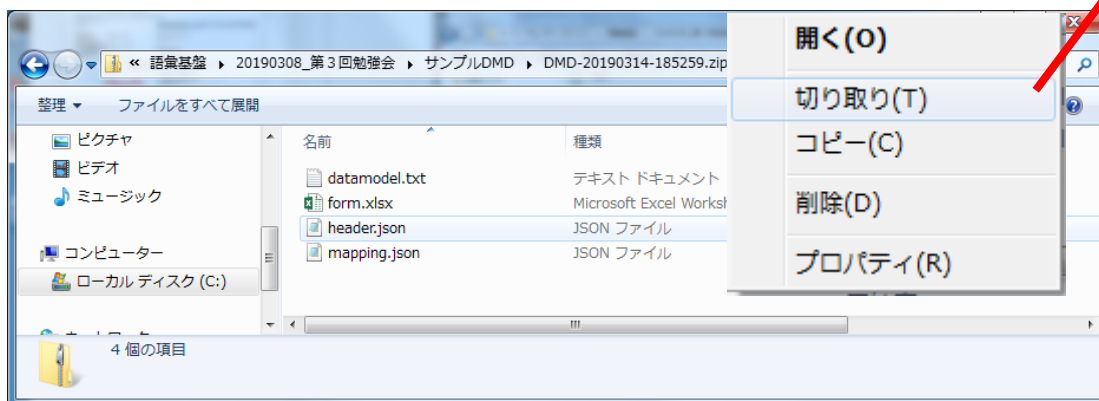 « 語彙基盤 ▸ 20190308_第３回勉強会 ▸ サンプルDMD ▸ DMD-20190314-185259.zip
整理 ▼ ファイルをすべて展開
ピクチャ
ビデオ
ミュージック
コンピューター
ローカル ディスク (C:)
名前 種類
datamodel.txt テキスト ドキュメント
form.xlsx Microsoft Excel Worksh
header.json JSON ファイル
mapping.json JSON ファイル
4 個の項目
開く(O)
切り取り(T)
コピー(C)
削除(D)
プロパティ(R)